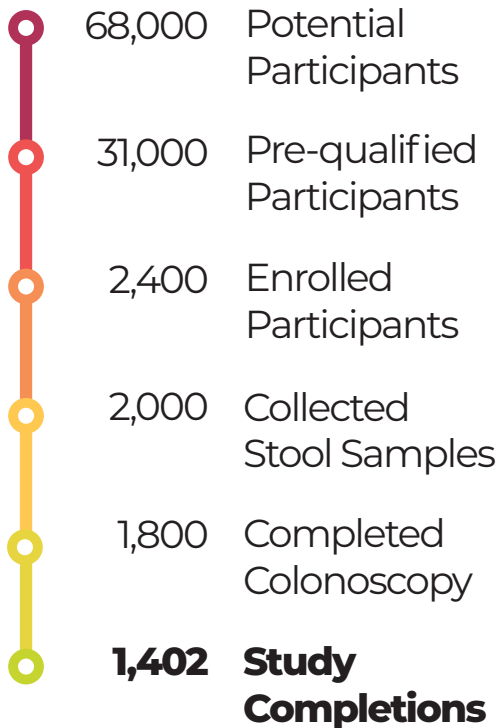 68,000 Potential
Participants
31,000 Pre-qualified
Participants
2,400 Enrolled
Participants
2,000 Collected
Stool Samples
1,800 Completed
Colonoscopy
1,402 Study
Completions